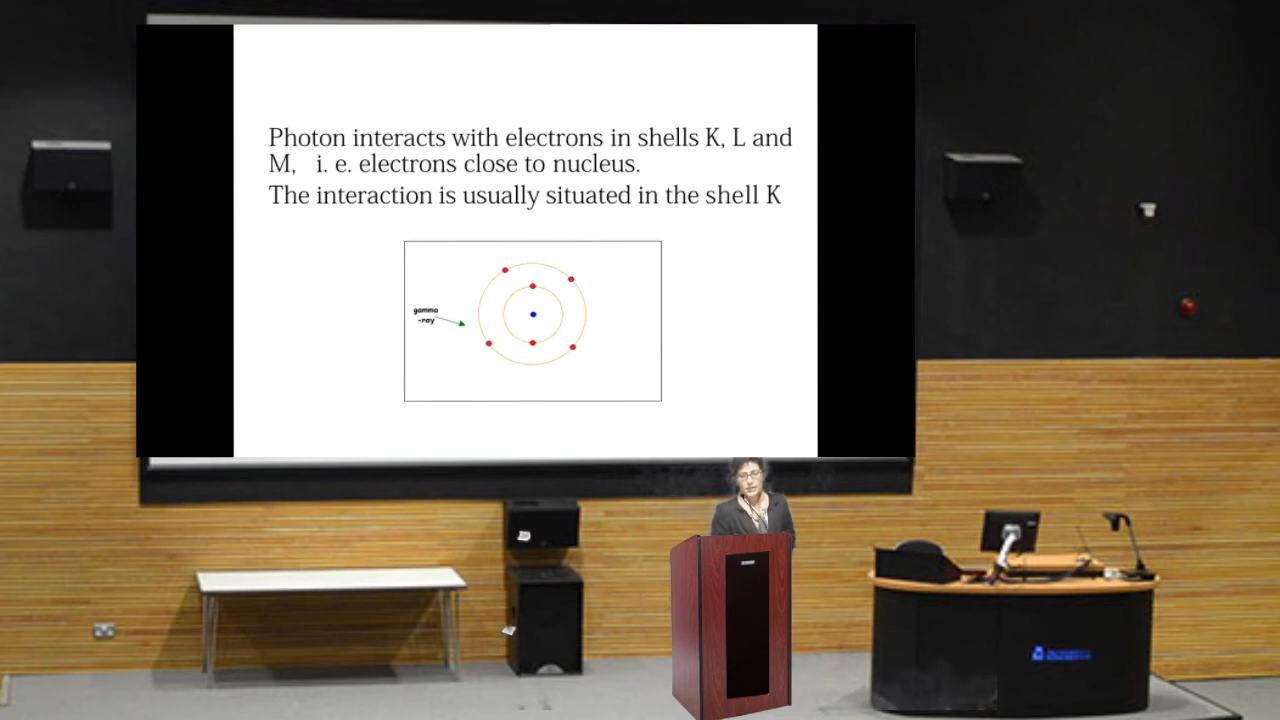 Photon interacts with electrons in shells K, L and
M, i. e. electrons close to nucleus.
The interaction is usually situated in the shell K
gamma
-ray